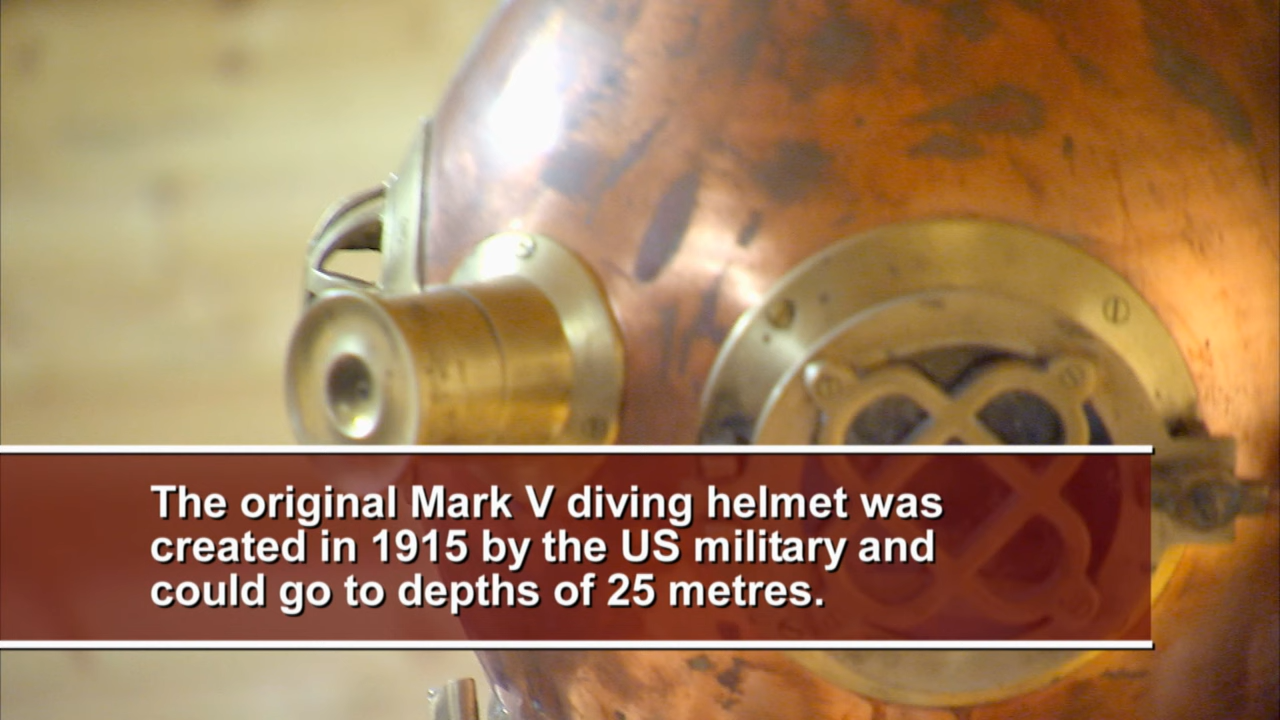 The original Mark V diving helmet was
created in 1915 by the US military and
could go to depths of 25 metres.